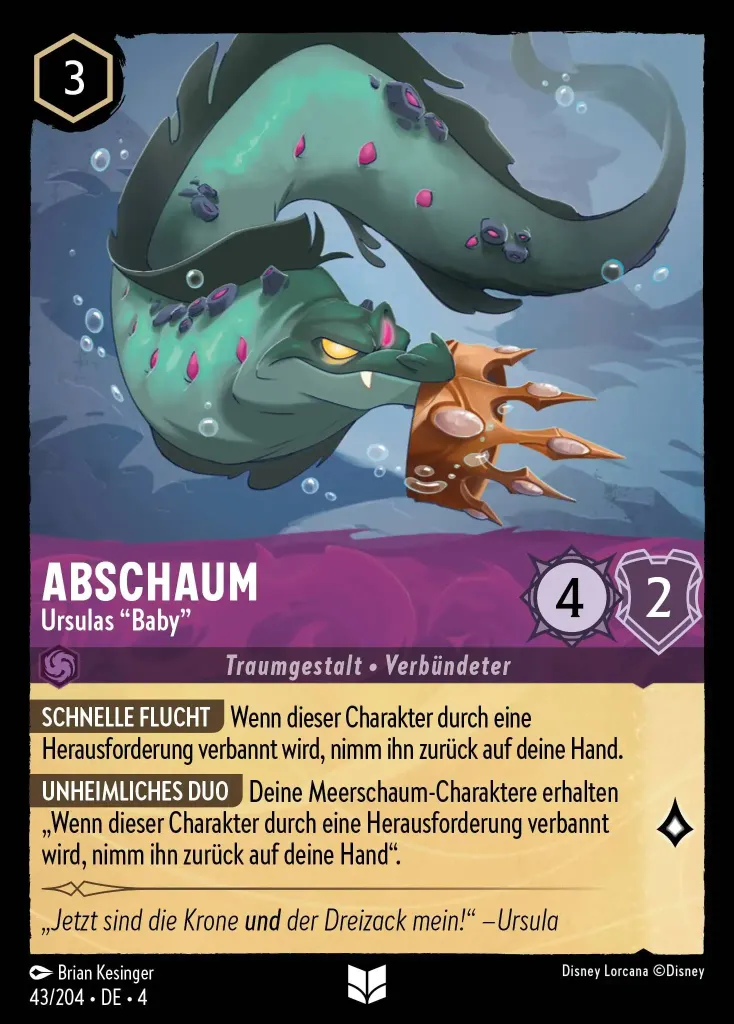 3
ABSCHAUM
Ursulas “Baby”
4
2
Traumgestalt • Verbündeter
SCHNELLE FLUCHT Wenn dieser Charakter durch eine
Herausforderung verbannt wird, nimm ihn zurück auf deine Hand.
UNHEIMLICHES DUO Deine Meerschaum-Charaktere erhalten
„Wenn dieser Charakter durch eine Herausforderung verbannt
wird, nimm ihn zurück auf deine Hand“.
„Jetzt sind die Krone und der Dreizack mein!“ –Ursula
Brian Kesinger
Disney Lorcana ©Disney
43/204 • DE • 4